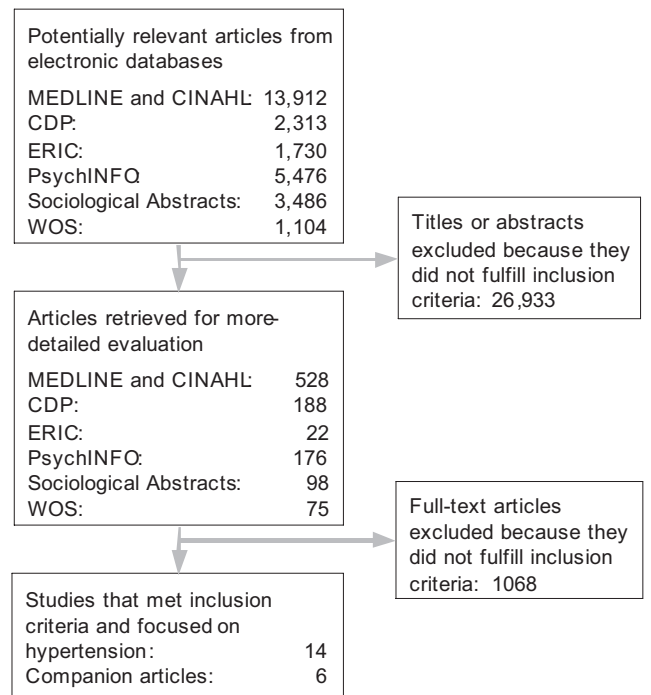 Potentially relevant articles from
electronic databases
MEDLINE and CINAHL: 13,912
CDP: 2,313
ERIC: 1,730
PsychINFO 5,476
Sociological Abstracts: 3,486
WOS: 1,104
Titles or abstracts
excluded because they
did not fulfill inclusion
criteria: 26,933
Articles retrieved for more-
detailed evaluation
MEDLINE and CINAHL: 528
CDP: 188
ERIC: 22
PsychINFO: 176
Sociological Abstracts: 98
WOS: 75
Full-text articles
excluded because they
did not fulfill inclusion
criteria: 1068
Studies that met inclusion
criteria and focused on
hypertension: 14
Companion articles: 6